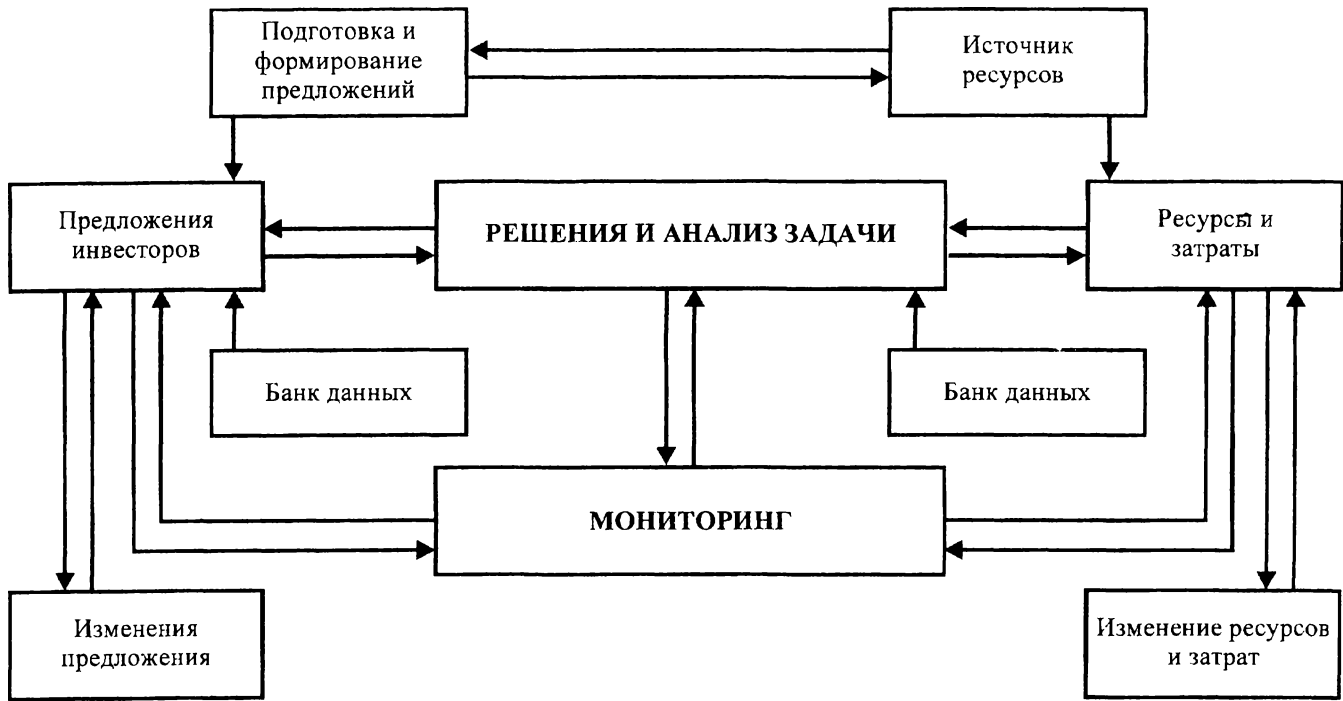 Подготовка и
формирование
предложений
Источник
ресурсов
Предложения
инвесторов
РЕШЕНИЯ И АНАЛИЗ ЗАДАЧИ
Ресурсы и
затраты
Банк данных
Банк данных
МОНИТОРИНГ
Изменения
предложения
Изменение ресурсов
и затрат